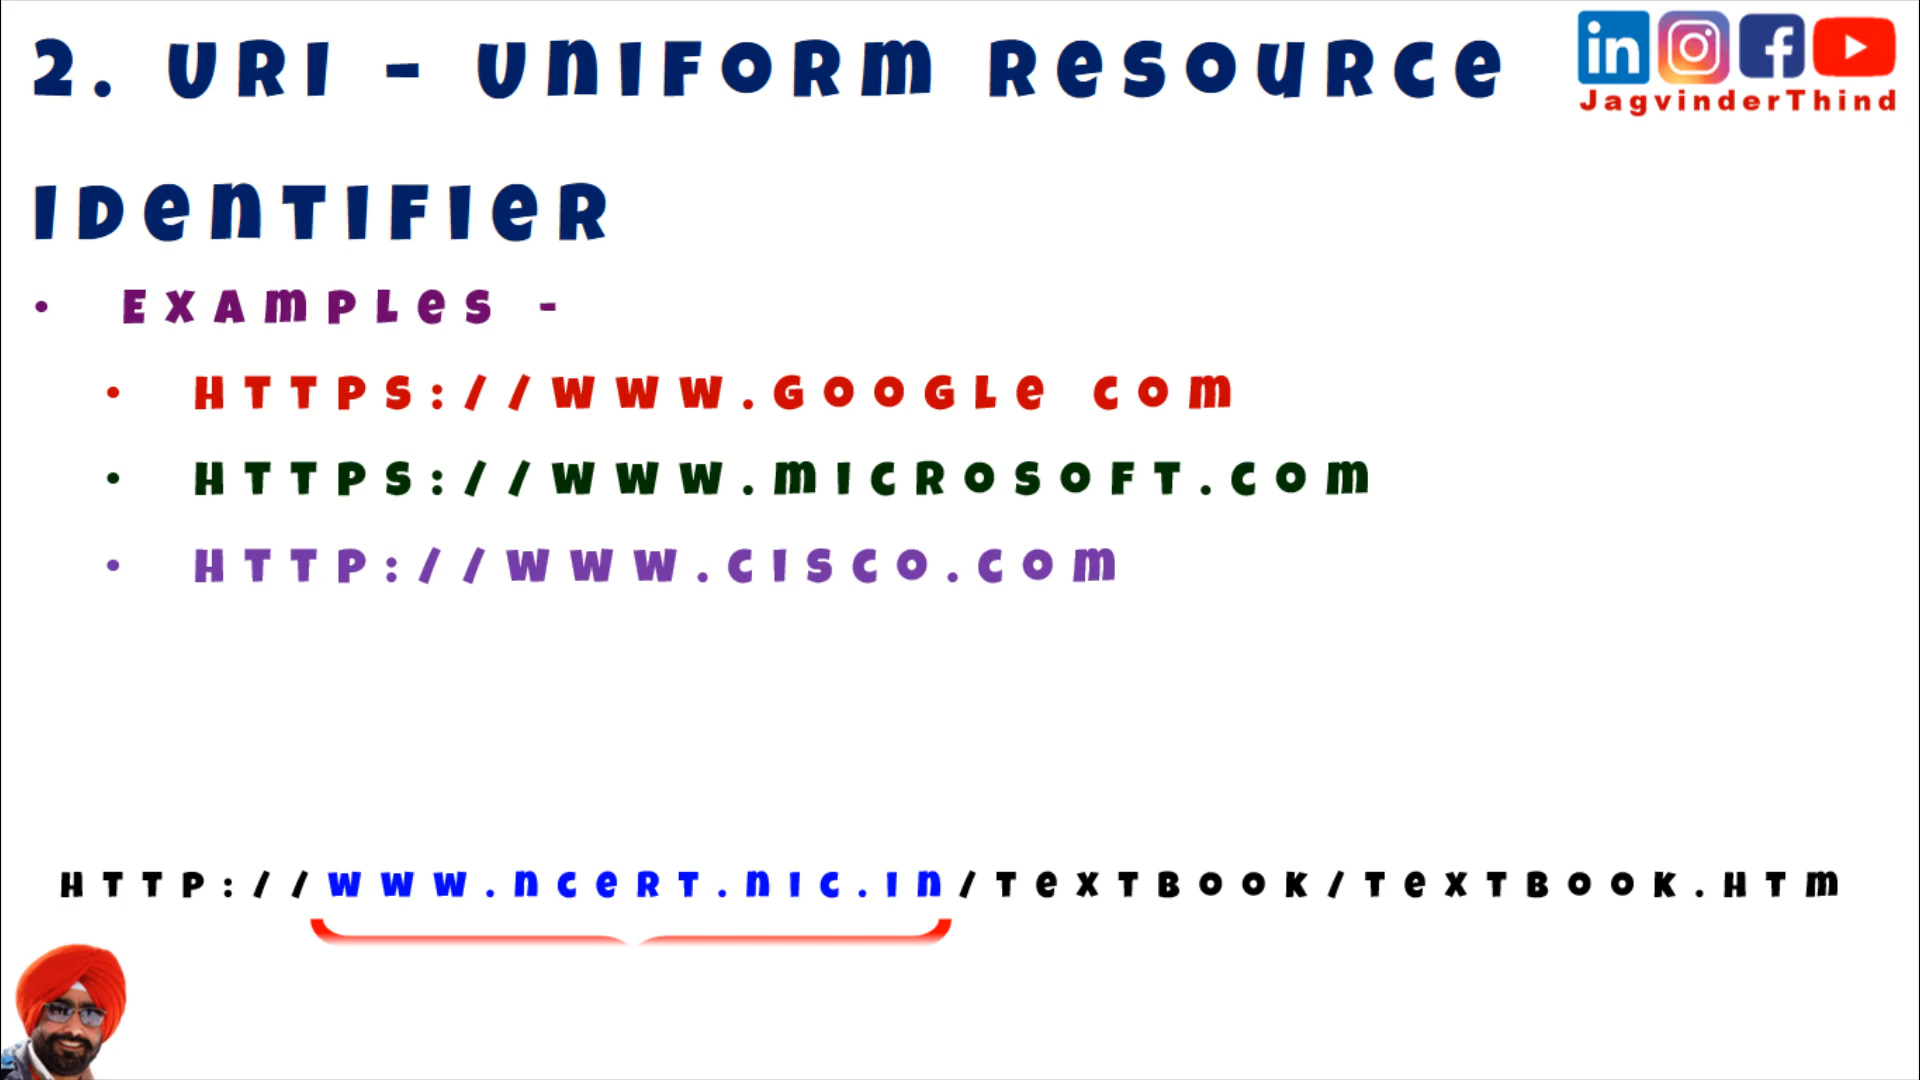 2. URI - Uniform Resource
Identifier
in
JagvinderThind
• Examples -
• https://www.google com
• https://www.microsoft.com
• http://www.cisco.com
http://www.ncert.nic.in/textbook/textbook.htm